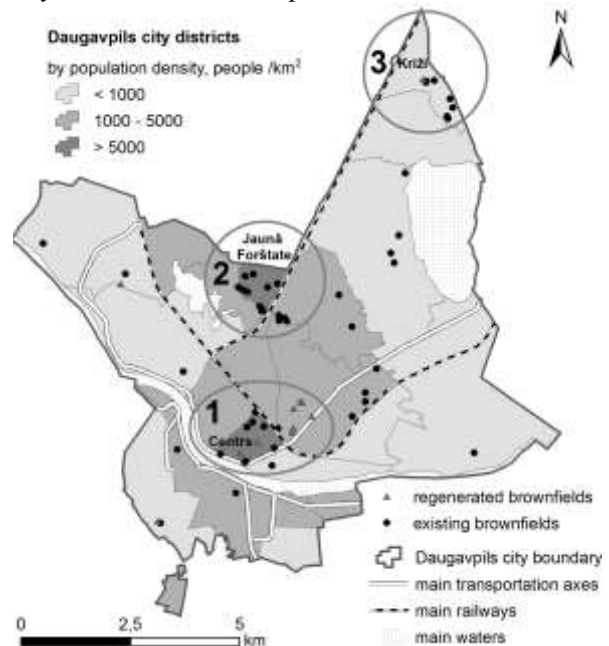 Daugavpils city districts
by population density, people /km²
< 1000
1000 - 5000
> 5000
N
3
Križi
Jaunā
Forštate
2
1
Centrs
regenerated brownfields
existing brownfields
Daugavpils city boundary
main transportation axes
main railways
main waters
0 2,5 5
km